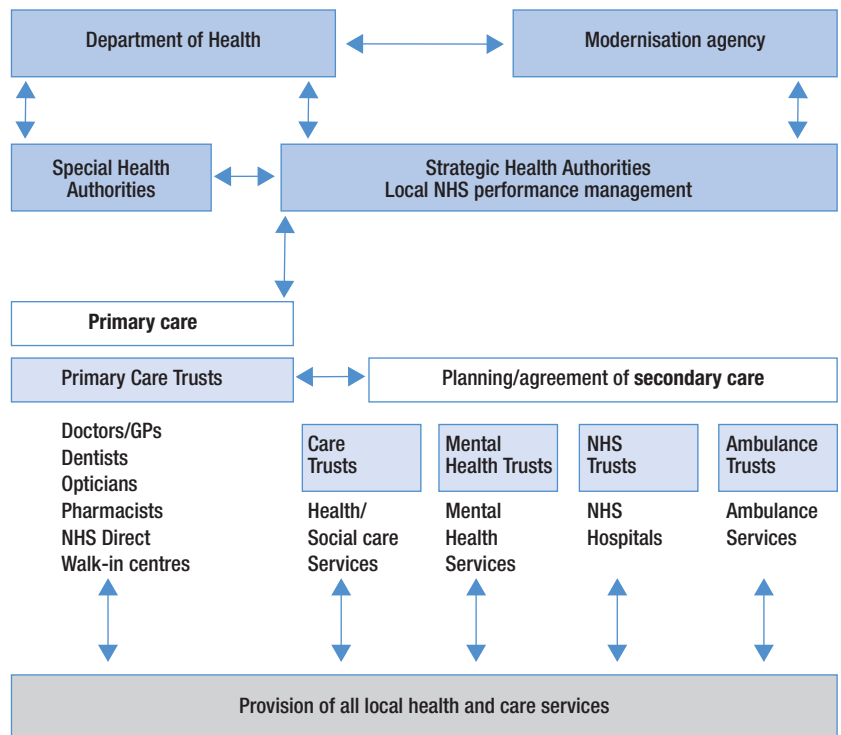 Department of Health
Modernisation agency
Special Health
Authorities
Strategic Health Authorities
Local NHS performance management
Primary care
Primary Care Trusts
Planning/agreement of secondary care
Doctors/GPs
Dentists
Opticians
Pharmacists
NHS Direct
Walk-in centres
Care
Trusts
Health/
Social care
Services
Mental
Health Trusts
Mental
Health
Services
NHS
Trusts
NHS
Hospitals
Ambulance
Trusts
Ambulance
Services
Provision of all local health and care services